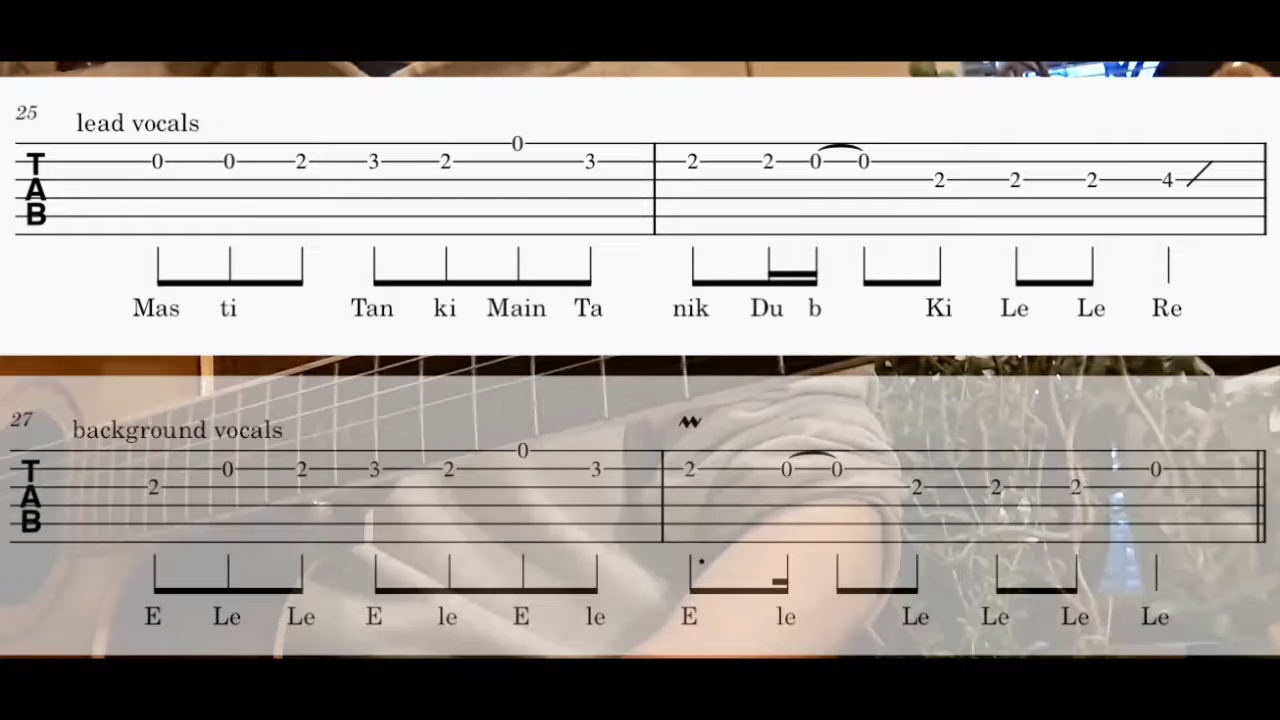 25
lead vocals
0
0 0 2 3 2 3 2 2 0 0
2 2 2 4
T
A
B
Mas ti Tan ki Main Ta nik Du b Ki Le Le Re
27
background vocals
0
0 2 3 2 3 2 0 0 0
2 2 2 2
T
A
B
E Le Le E le E le E le Le Le Le Le